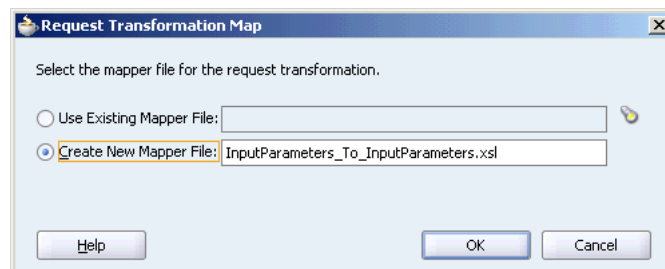 Request Transformation Map
Select the mapper file for the request transformation.
Use Existing Mapper File:
Create New Mapper File: InputParameters_To_InputParameters.xsl
Help OK Cancel